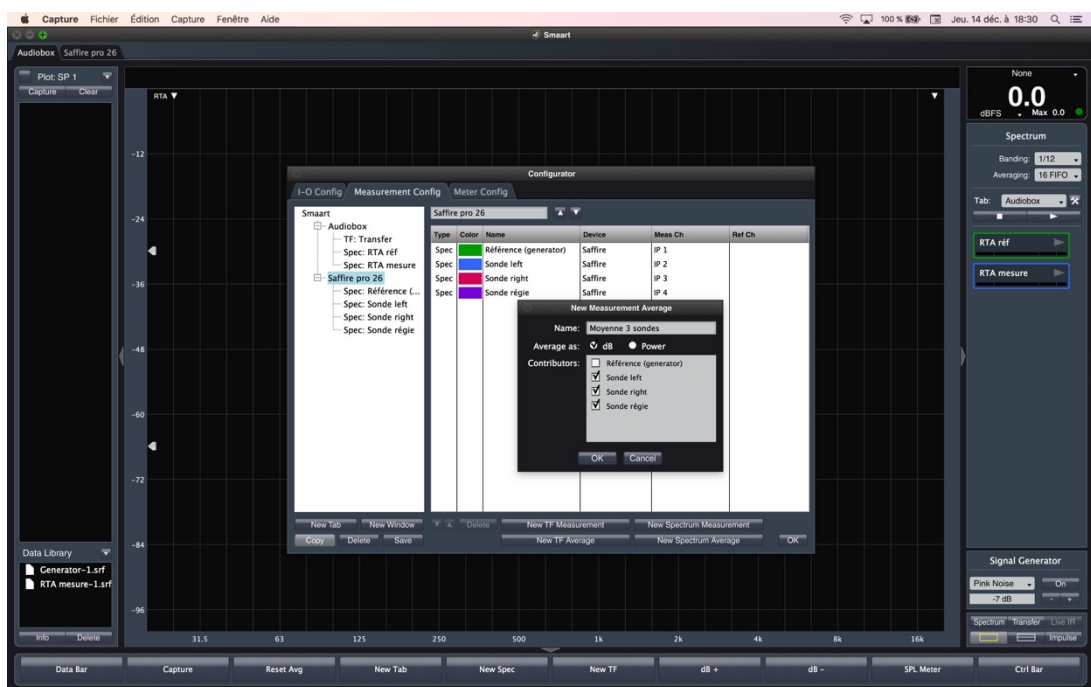 Capture Fichier Édition Capture Fenêtre Aide 100 % Jeu. 14 déc. à 18:30
Smaart
Audiobox Saffire pro 26
Plot: SP 1
Capture Clear
RTA
-12
-24
-36
-48
-60
-72
-84
-96
31.5 63 125 250 500 1k 2k 4k 8k 16k
Configurator
I-O Config Measurement Config Meter Config
Smaart
Audiobox
TF: Transfer
Spec: RTA réf
Spec: RTA mesure
Saffire pro 26
Spec: Référence (...
Spec: Sonde left
Spec: Sonde right
Spec: Sonde régie
Saffire pro 26
Type Color Name Device Meas Ch Ref Ch
Spec Référence (generator) Saffire IP 1
Spec Sonde left Saffire IP 2
Spec Sonde right Saffire IP 3
Spec Sonde régie Saffire IP 4
New Measurement Average
Name: Moyenne 3 sondes
Average as: dB Power
Contributors: Référence (generator)
Sonde left
Sonde right
Sonde régie
OK Cancel
New Tab New Window Delete New TF Measurement New Spectrum Measurement
Copy Delete Save New TF Average New Spectrum Average OK
None
0.0
dBFS Max 0.0
Spectrum
Banding: 1/12
Averaging: 16 FIFO
Tab: Audiobox
RTA réf
RTA mesure
Data Library
Generator-1.srf
RTA mesure-1.srf
Info Delete
Signal Generator
Pink Noise On
-7 dB - +
Spectrum Transfer Live IR
Impulse
Data Bar Capture Reset Avg New Tab New Spec New TF dB + dB - SPL Meter Ctrl Bar